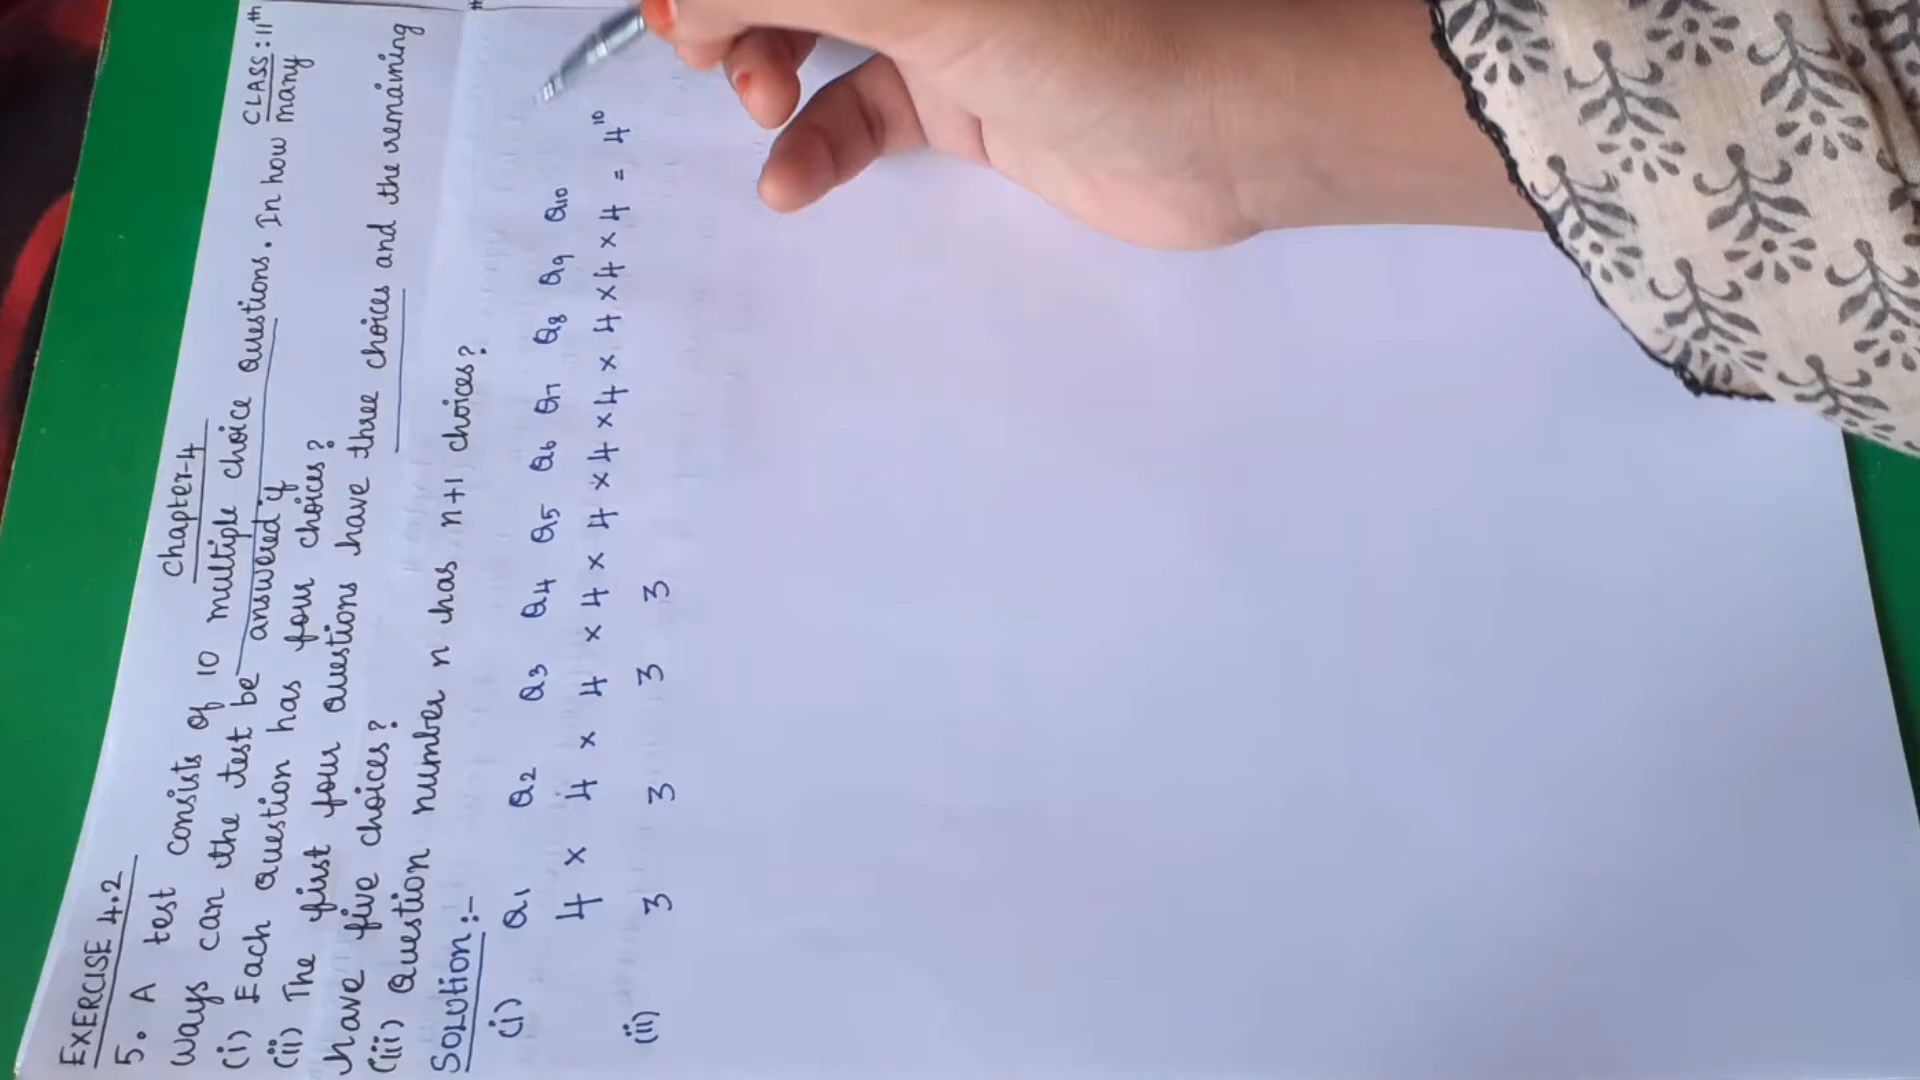 CLASS: 11th
Chapter-4
EXERCISE 4.2
5. A test consists of 10 multiple choice questions. In how many
ways can the test be answered if
(i) Each question has four choices?
(ii) The first four questions have three choices and the remaining
have five choices?
(iii) Question number n has n+1 choices?
Solution:-
(i) Q1 Q2 Q3 Q4 Q5 Q6 Q7 Q8 Q9 Q10
4 × 4 × 4 × 4 × 4 × 4 × 4 × 4 × 4 × 4 = 4^10
(ii) 3 3 3 3